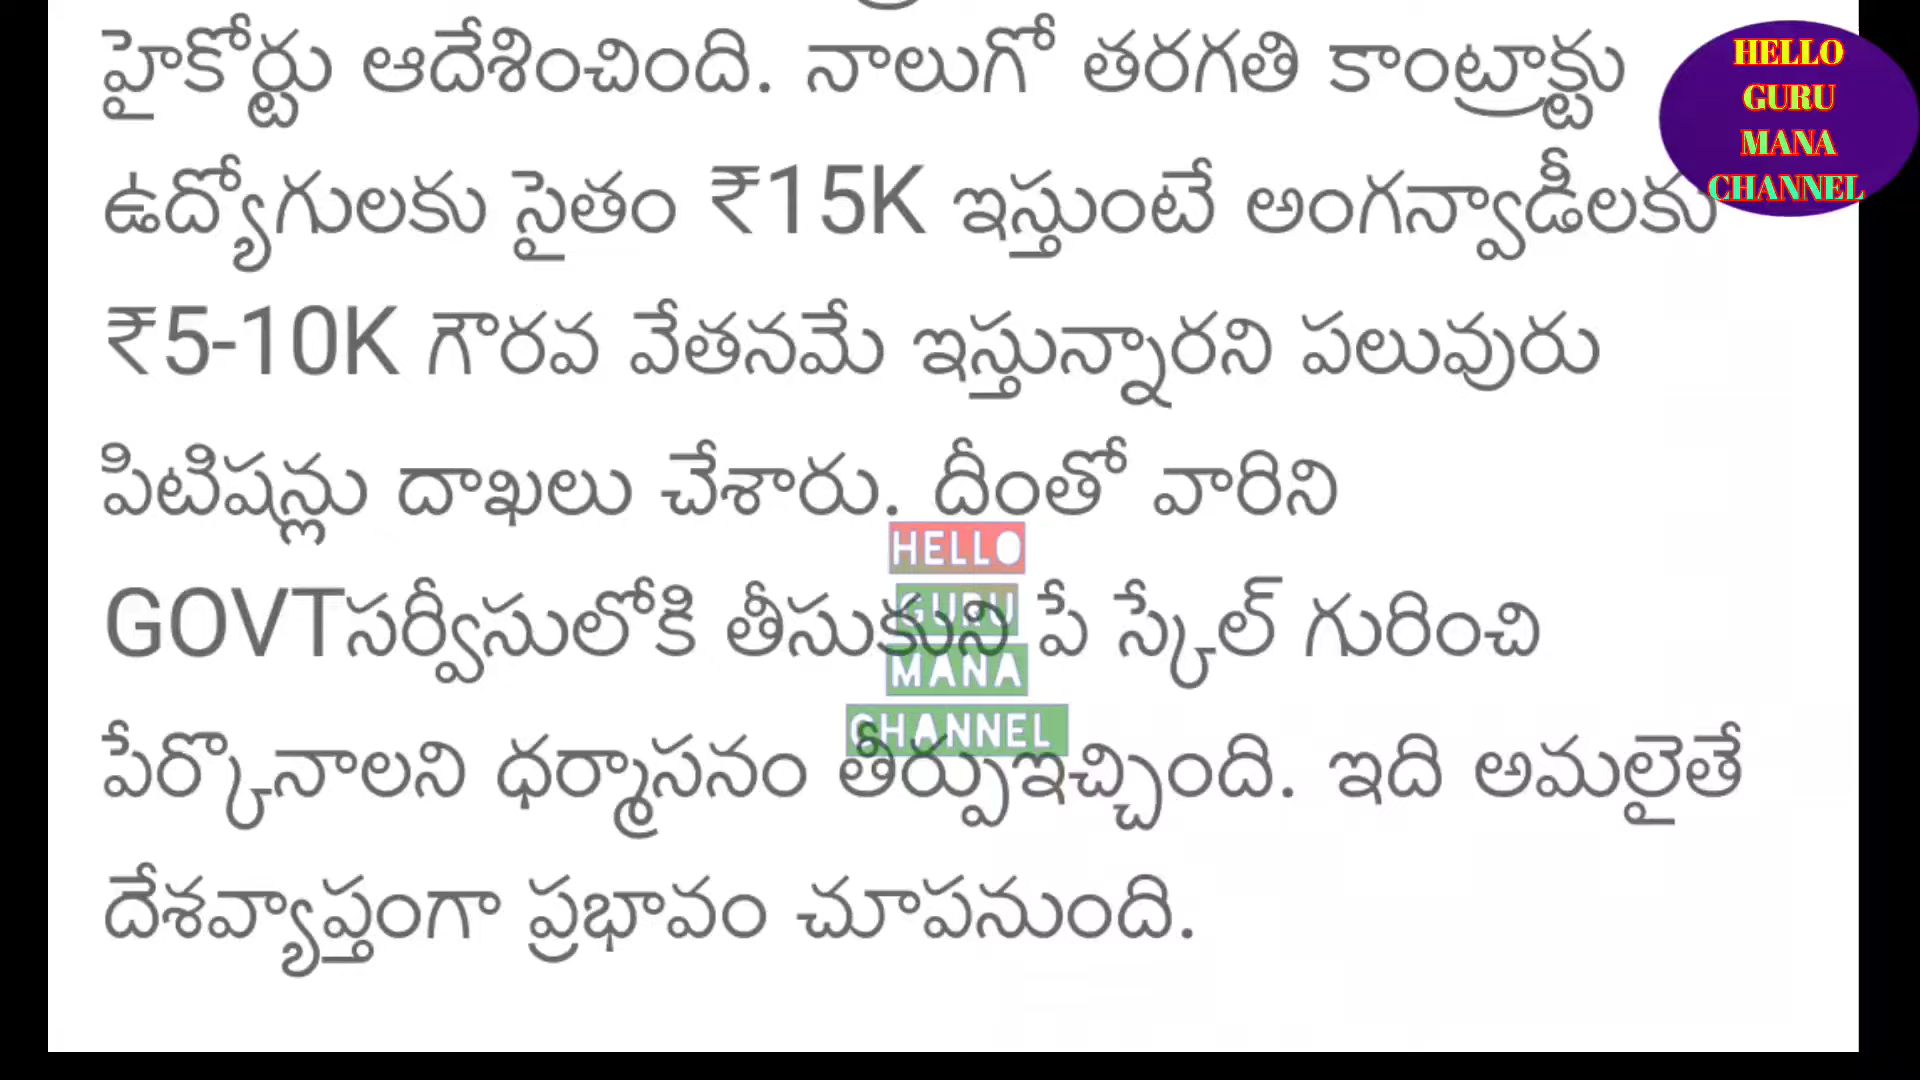 హైకోర్టు ఆదేశించింది. నాలుగో తరగతి కాంట్రాక్టు
ఉద్యోగులకు సైతం ₹15K ఇస్తుంటే అంగన్వాడీలకు
₹5-10K గౌరవ వేతనమే ఇస్తున్నారని పలువురు
పిటిషన్లు దాఖలు చేశారు. దీంతో వారిని
GOVTసర్వీసులోకి తీసుకుని పే స్కేల్ గురించి
పేర్కొనాలని ధర్మాసనం తీర్పుఇచ్చింది. ఇది అమలైతే
దేశవ్యాప్తంగా ప్రభావం చూపనుంది.
HELLO
GURU
MANA
CHANNEL
HELLO
GURU
MANA
CHANNEL